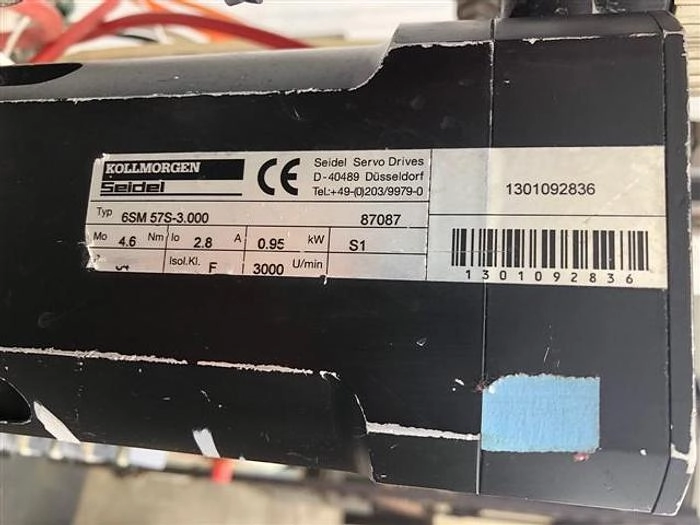 KOLLMORGEN
Seidel
CE
Seidel Servo Drives
D-40489 Düsseldorf
Tel.:+49-(0)203/9979-0
Typ 6SM 57S-3.000 87087
Mo 4.6 Nm Io 2.8 A 0.95 kW S1
Isol.Kl. F 3000 U/min
1301092836
1301092836